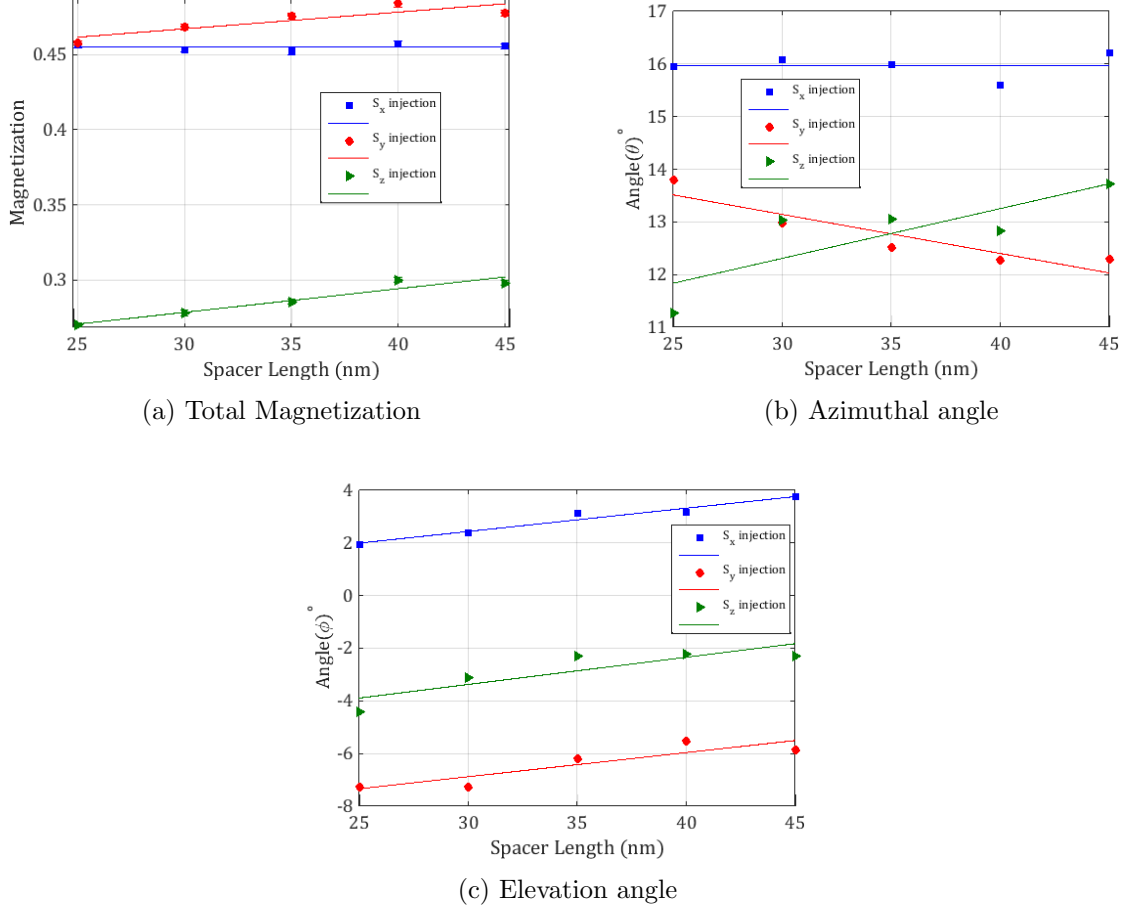 0.45
0.4
0.35
0.3
Magnetization
S_x injection
S_y injection
S_z injection
25 30 35 40 45
Spacer Length (nm)
(a) Total Magnetization
17
16
15
14
13
12
11
Angle(θ)°
S_x injection
S_y injection
S_z injection
25 30 35 40 45
Spacer Length (nm)
(b) Azimuthal angle
4
2
0
-2
-4
-6
-8
Angle(ϕ)°
S_x injection
S_y injection
S_z injection
25 30 35 40 45
Spacer Length (nm)
(c) Elevation angle